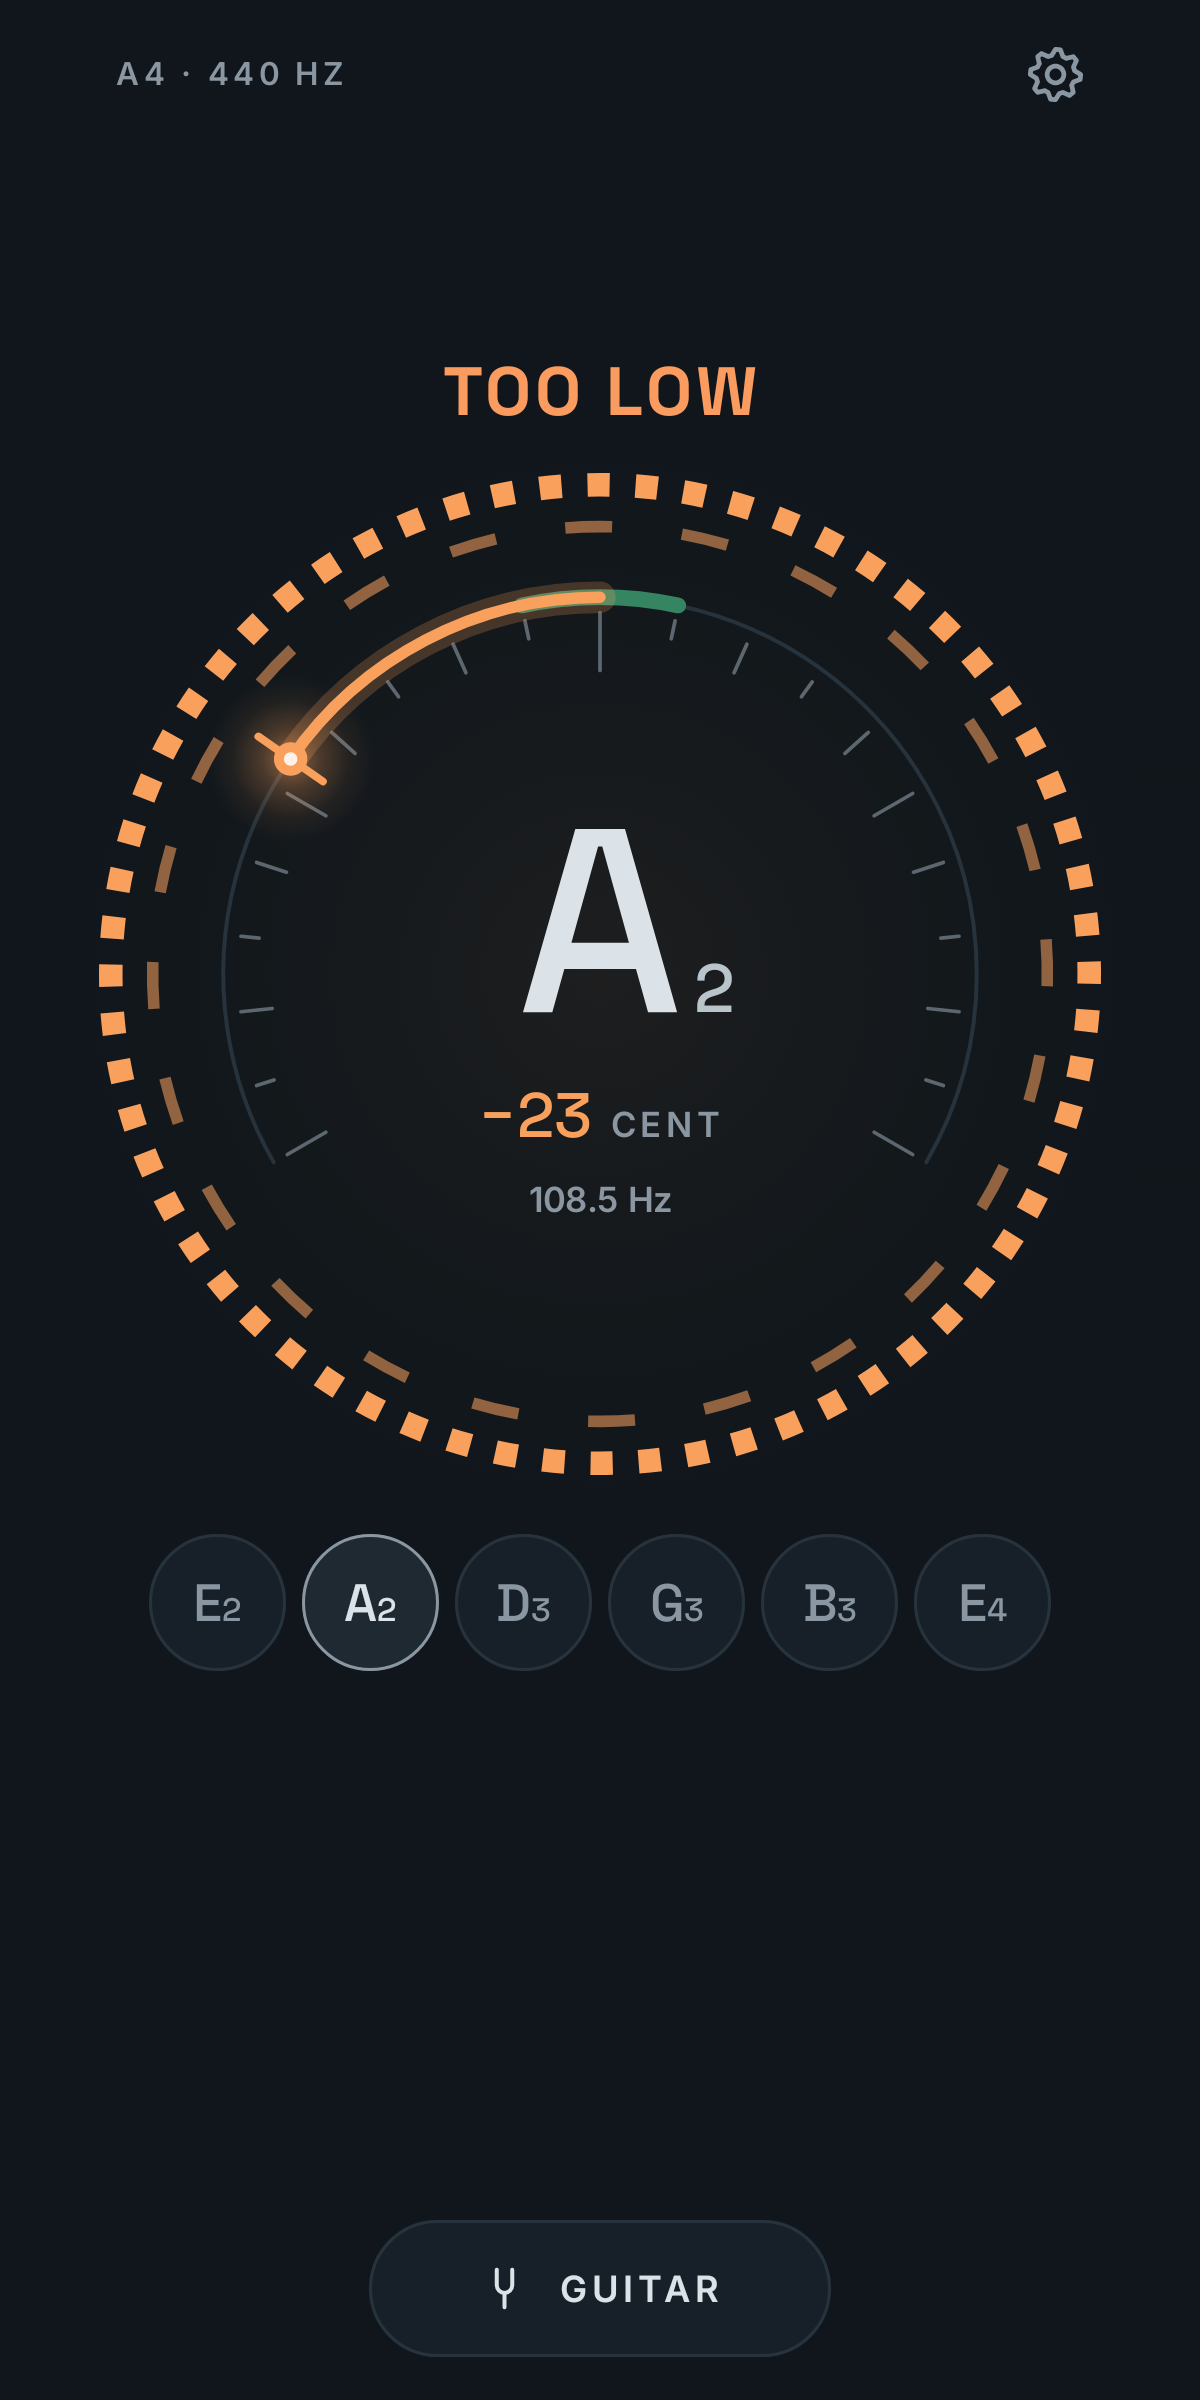 A4 · 440 HZ
TOO LOW
A2
−23 CENT
108.5 Hz
E2 A2 D3 G3 B3 E4
GUITAR